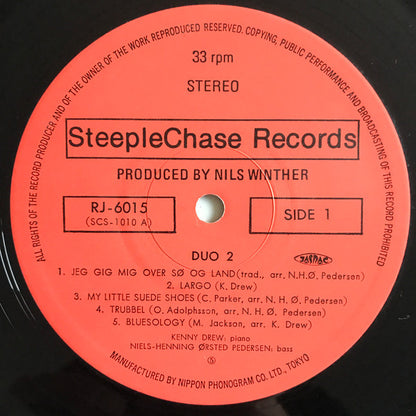 ALL RIGHTS OF THE RECORD PRODUCER AND OF THE OWNER OF THE WORK REPRODUCED RESERVED. COPYING, PUBLIC PERFORMANCE AND BROADCASTING OF THIS RECORD PROHIBITED.
33 rpm
STEREO
SteepleChase Records
PRODUCED BY NILS WINTHER
RJ-6015
(SCS-1010 A)
SIDE 1
DUO 2
JASRAC
1. JEG GIG MIG OVER SØ OG LAND(trad., arr. N.H.Ø. Pedersen)
2. LARGO (K. Drew)
3. MY LITTLE SUEDE SHOES (C. Parker, arr. N. H. Ø. Pedersen)
4. TRUBBEL (O. Adolphsson, arr. N. H. Ø. Pedersen)
5. BLUESOLOGY (M. Jackson, arr. K. Drew)
KENNY DREW: piano
NIELS-HENNING ØRSTED PEDERSEN: bass
MANUFACTURED BY NIPPON PHONOGRAM CO. LTD., TOKYO